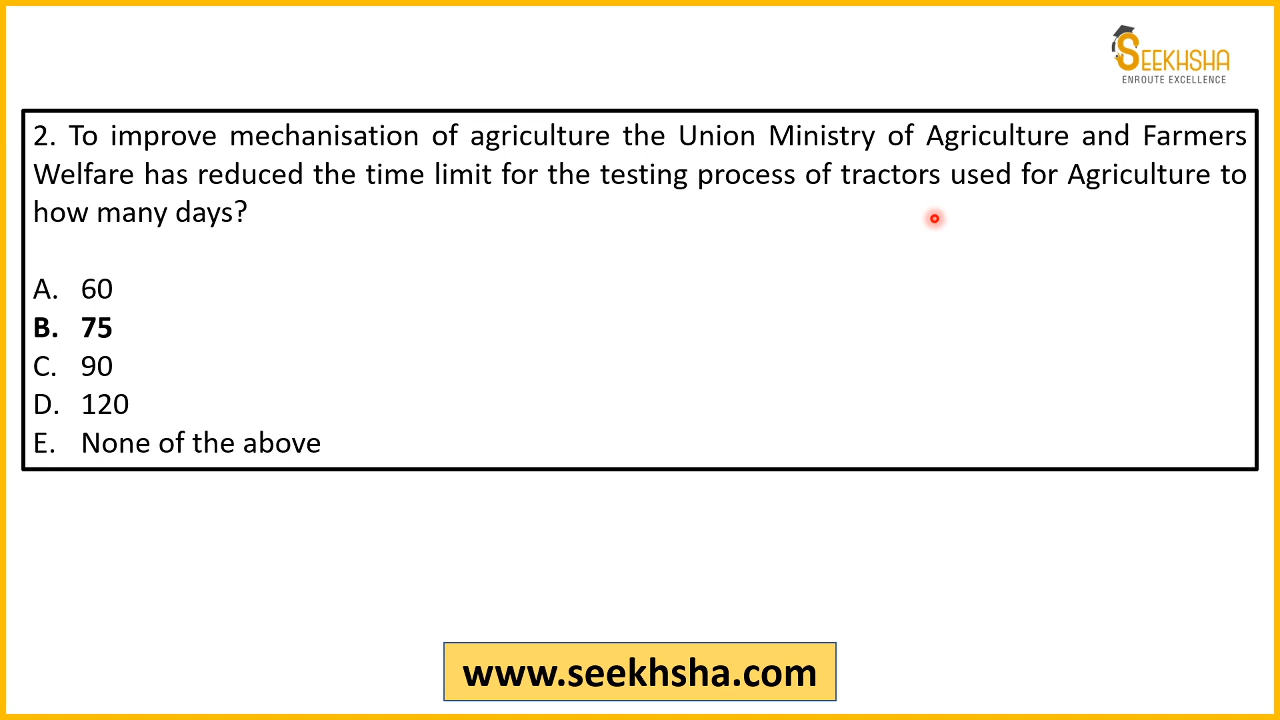 SEEKHSHA
ENROUTE EXCELLENCE
2. To improve mechanisation of agriculture the Union Ministry of Agriculture and Farmers
Welfare has reduced the time limit for the testing process of tractors used for Agriculture to
how many days?
A. 60
B. 75
C. 90
D. 120
E. None of the above
www.seekhsha.com